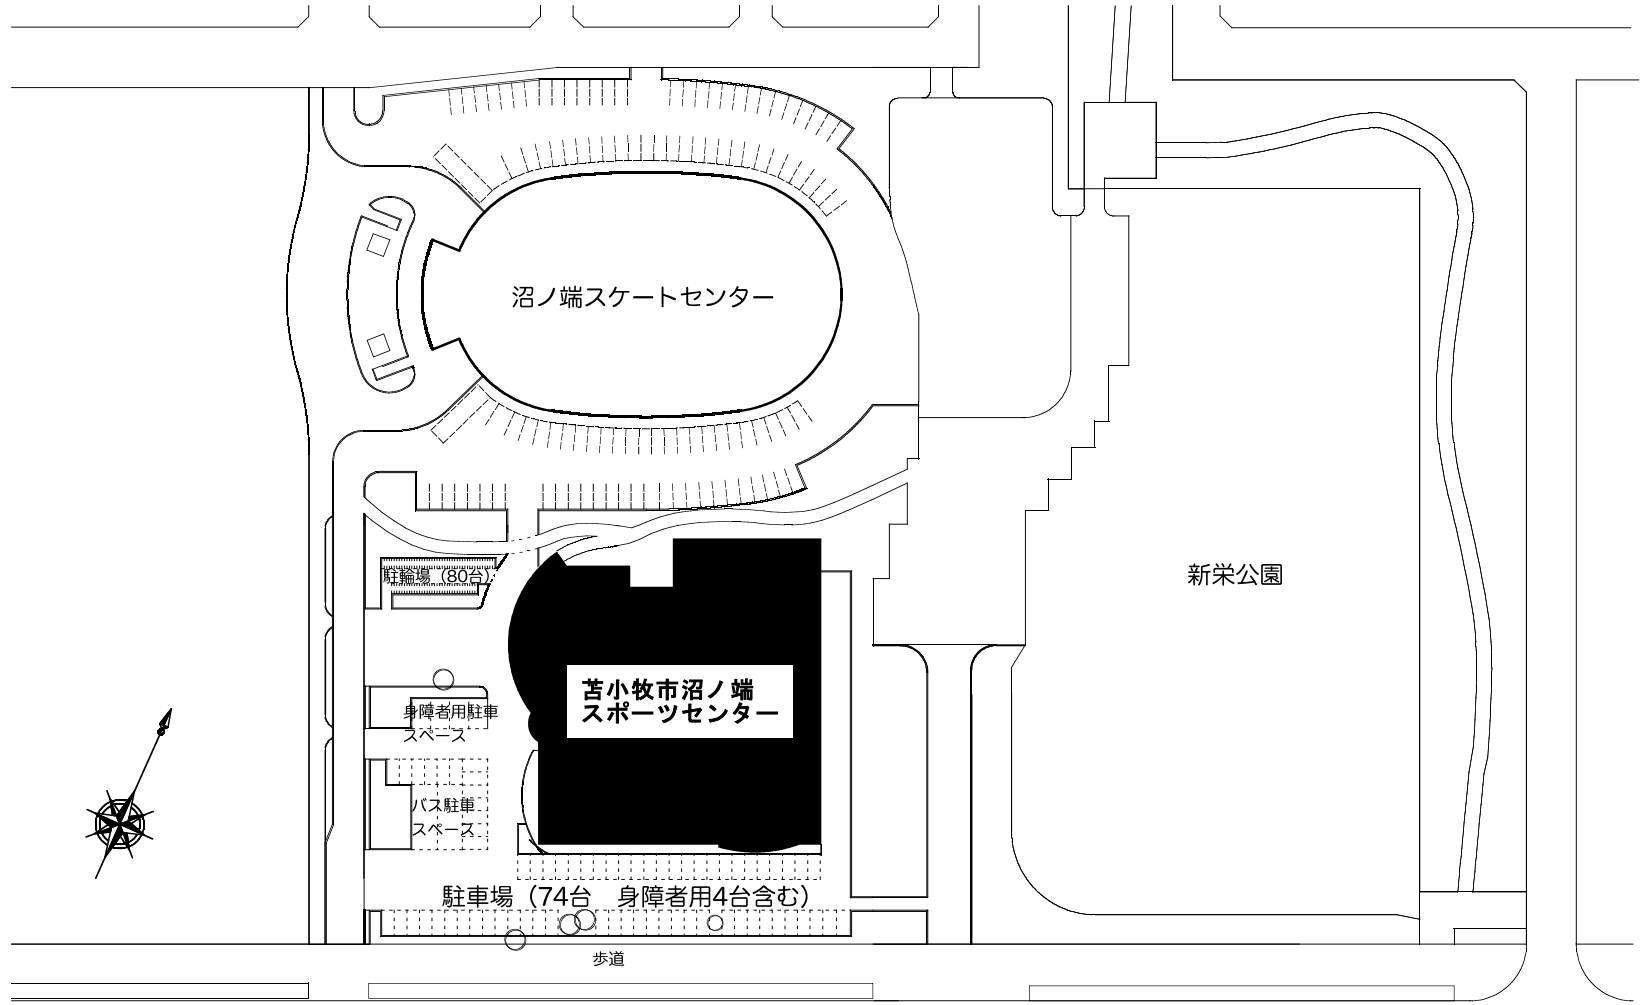 沼ノ端スケートセンター
新栄公園
駐輪場（80台）
苫小牧市沼ノ端
スポーツセンター
身障者用駐車
スペース
バス駐車
スペース
駐車場（74台　身障者用4台含む）
歩道